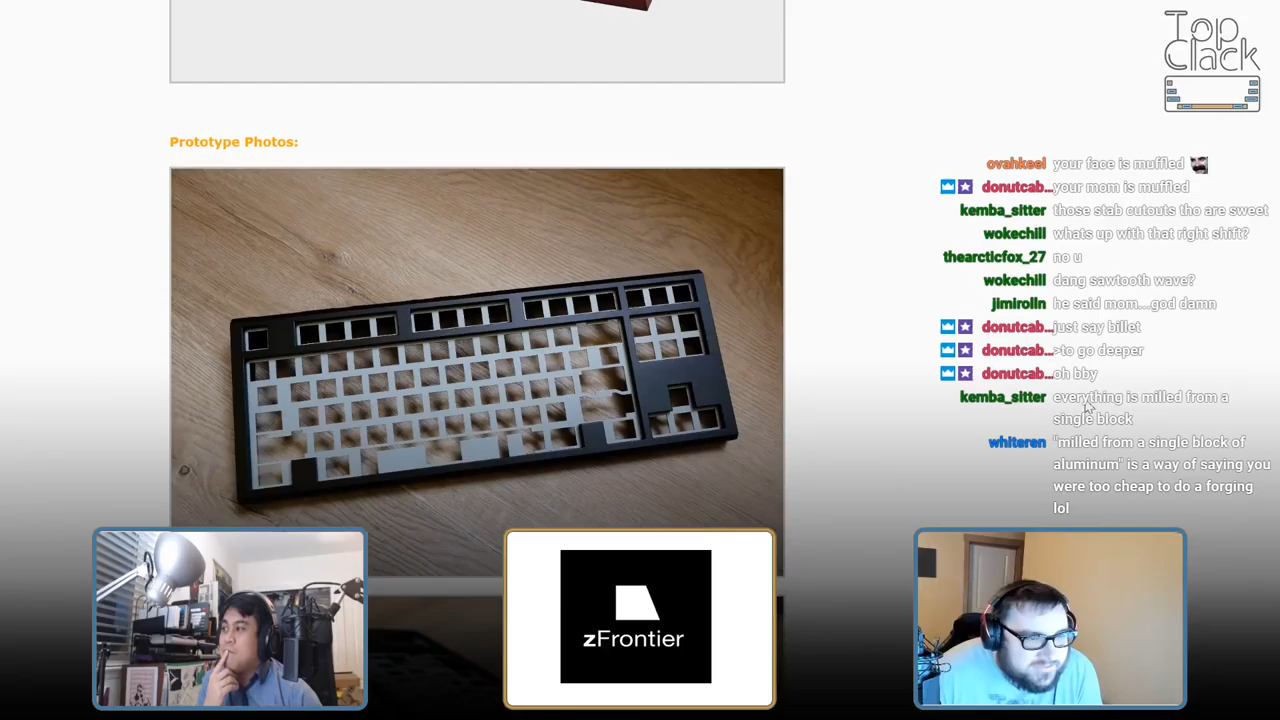 Top
Clack
Prototype Photos:
ovahkeel your face is muffled
donutcab... your mom is muffled
kemba_sitter those stab cutouts tho are sweet
wokechill whats up with that right shift?
thearcticfox_27 no u
wokechill dang sawtooth wave?
jimirolln he said mom...god damn
donutcab... just say billet
donutcab... >to go deeper
donutcab... oh bby
kemba_sitter everything is milled from a
single block
whiteren "milled from a single block of
aluminum" is a way of saying you
were too cheap to do a forging
lol
zFrontier